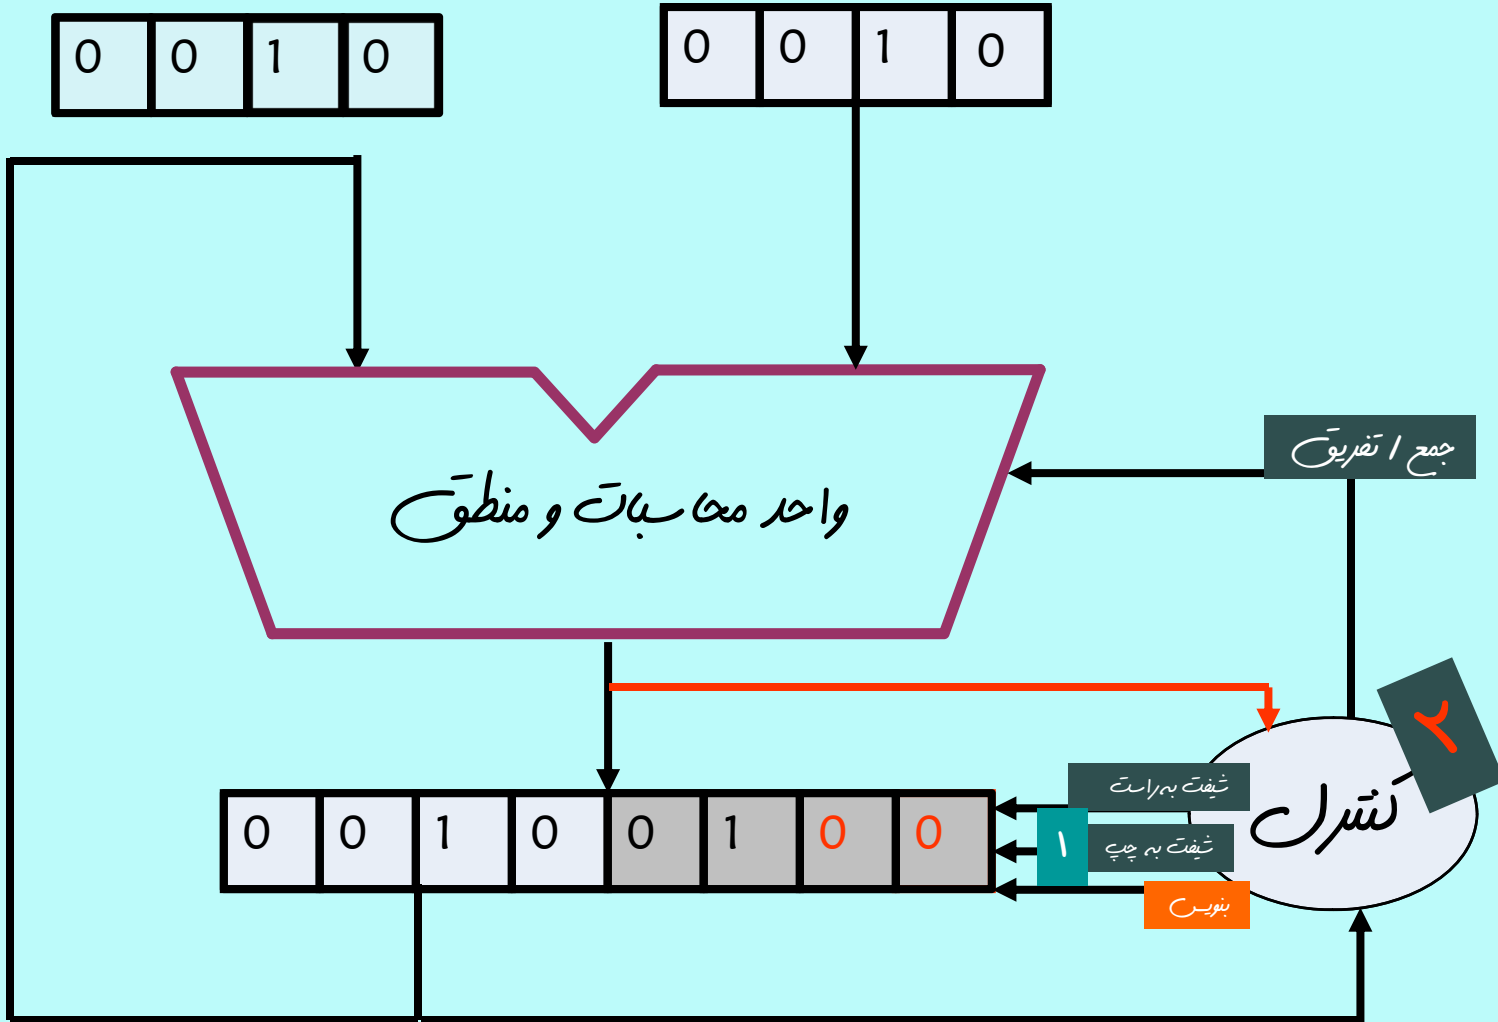 0 0 1 0
0 0 1 0
جمع / تفریق
واحد محاسبات و منطق
۲
کنترل
شیفت به راست
0 0 1 0 0 1 0 0
۱
شیفت به چپ
بنویس